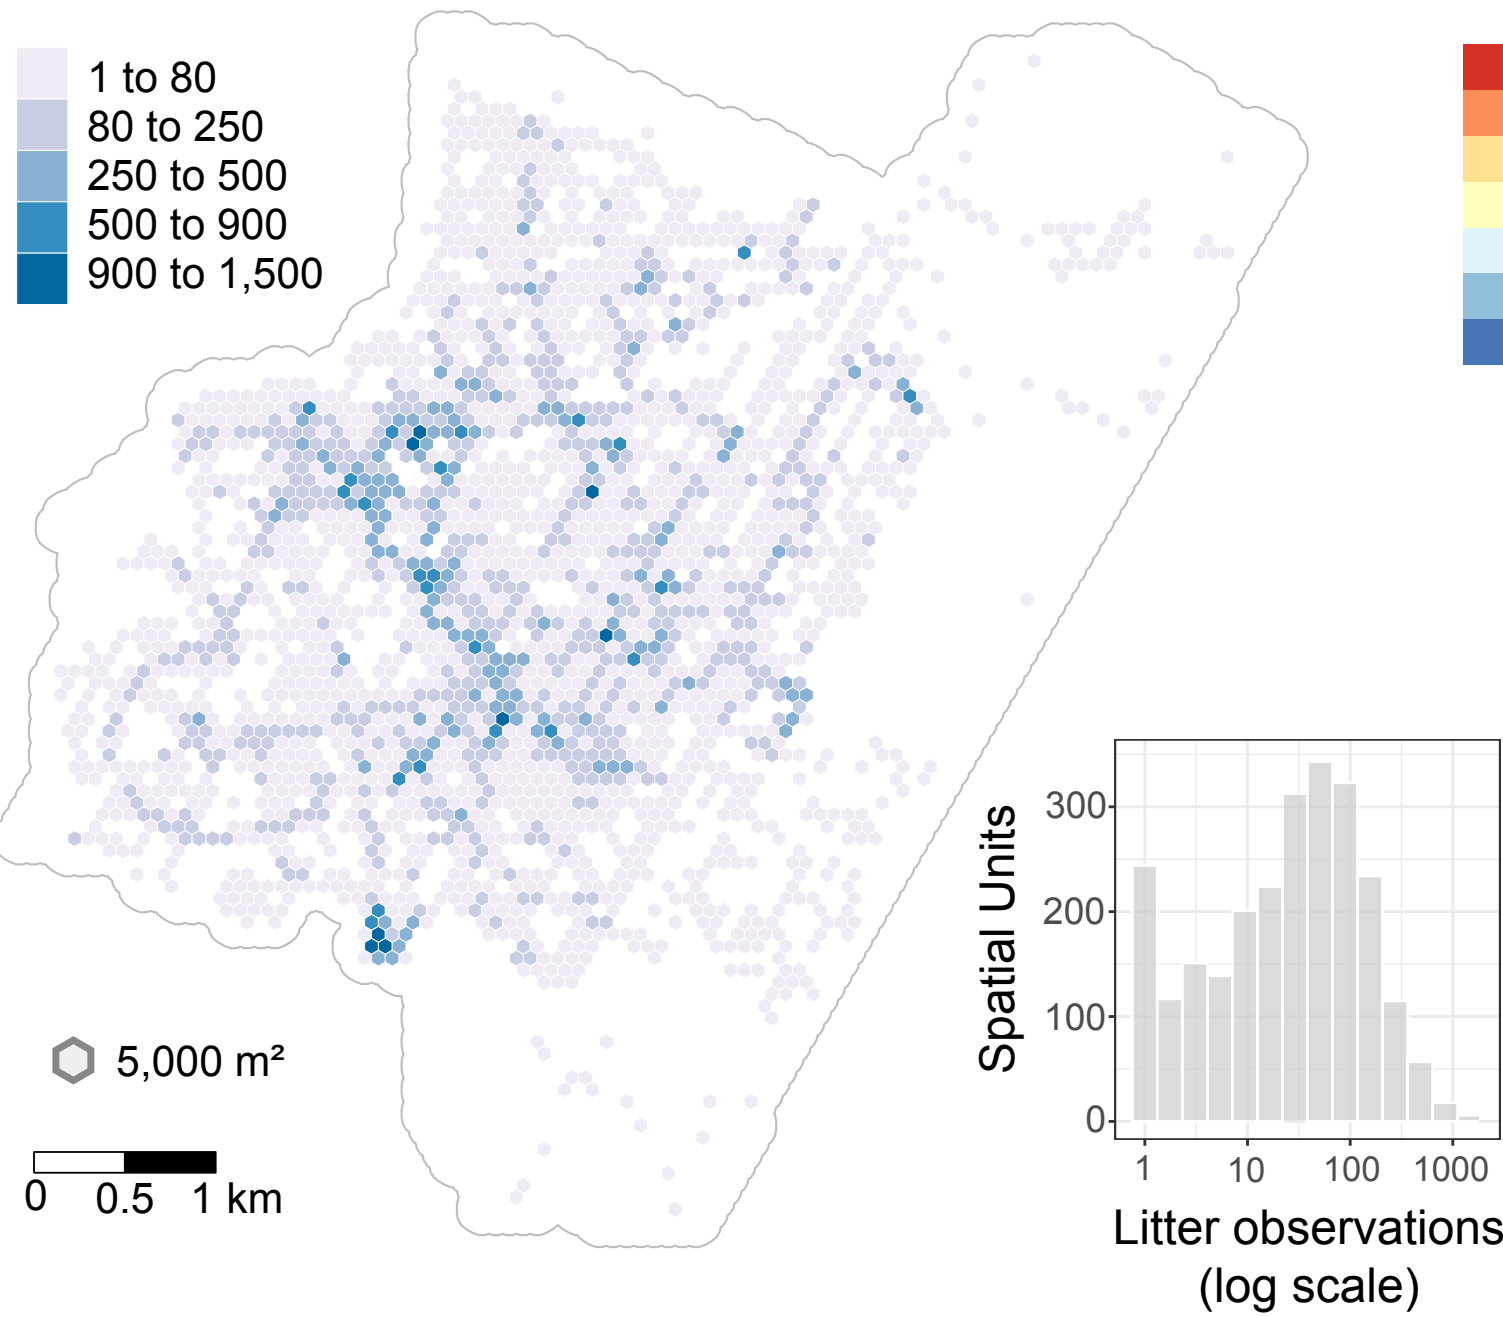 1 to 80
80 to 250
250 to 500
500 to 900
900 to 1,500
5,000 m²
0 0.5 1 km
Spatial Units
300
200
100
0
1 10 100 1000
Litter observations
(log scale)